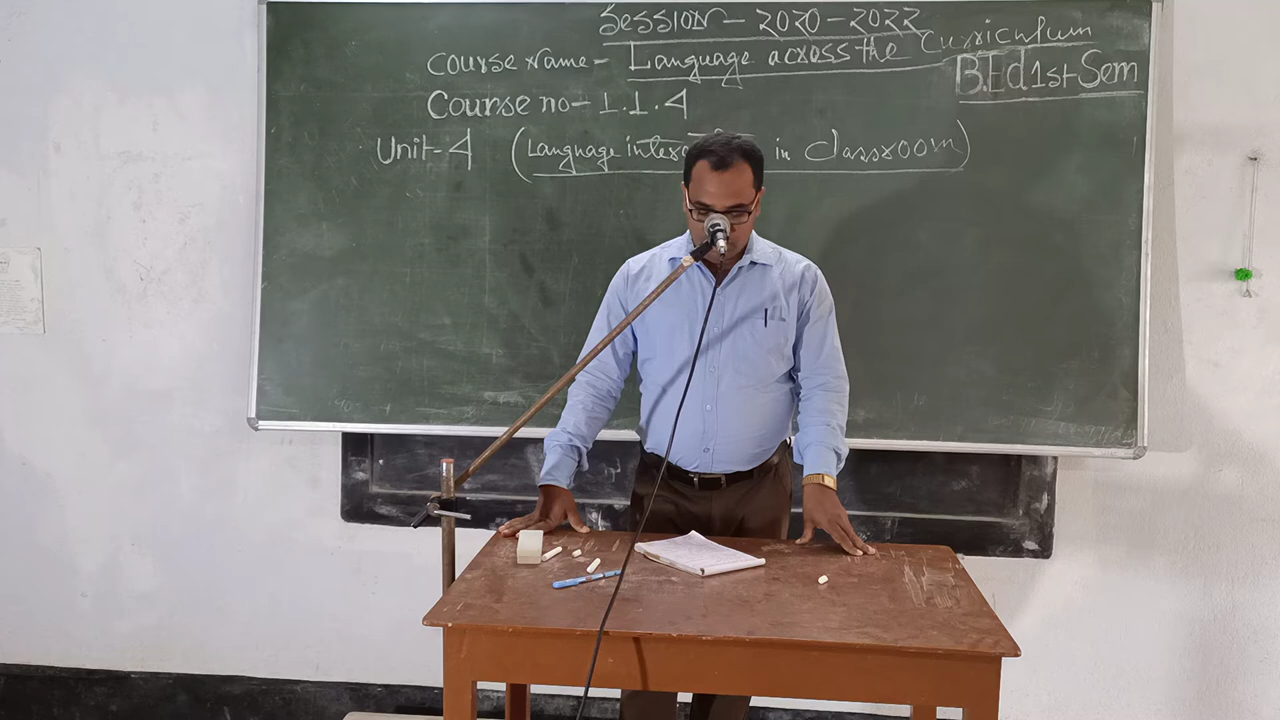 Session - 2020-2022
Course Name - Language across the Curriculum
B.Ed 1st Sem
Course no - 1.1.4
Unit-4 (Language in classroom)